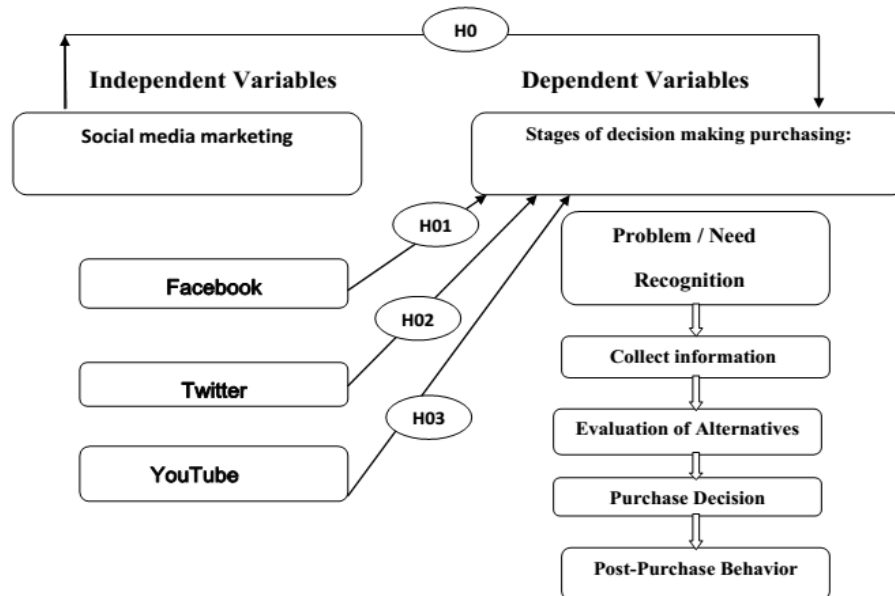 H0
Independent Variables
Dependent Variables
Social media marketing
Stages of decision making purchasing:
H01
Facebook
H02
Twitter
H03
YouTube
Problem / Need
Recognition
Collect information
Evaluation of Alternatives
Purchase Decision
Post-Purchase Behavior